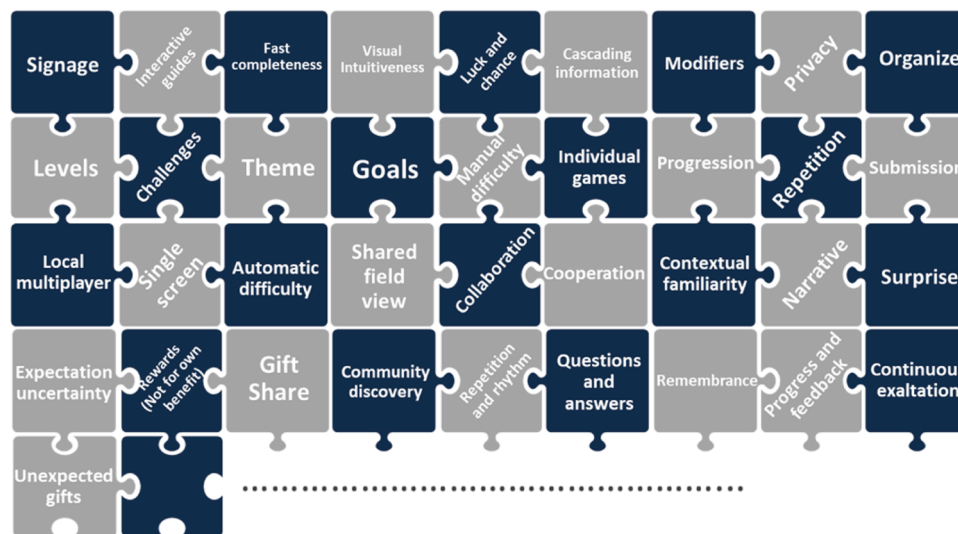 Signage
Interactive
guides
Fast
completeness
Visual
Intuitiveness
Luck and
chance
Cascading
information
Modifiers
Privacy
Organize
Levels
Challenges
Theme
Goals
Manual
difficulty
Individual
games
Progression
Repetition
Submission
Local
multiplayer
Single
screen
Automatic
difficulty
Shared
field
view
Collaboration
Cooperation
Contextual
familiarity
Narrative
Surprise
Expectation
uncertainty
Rewards
(Not for own
benefit)
Gift
Share
Community
discovery
Repetition
and rhythm
Questions
and
answers
Remembrance
Progress and
feedback
Continuous
exaltation
Unexpected
gifts